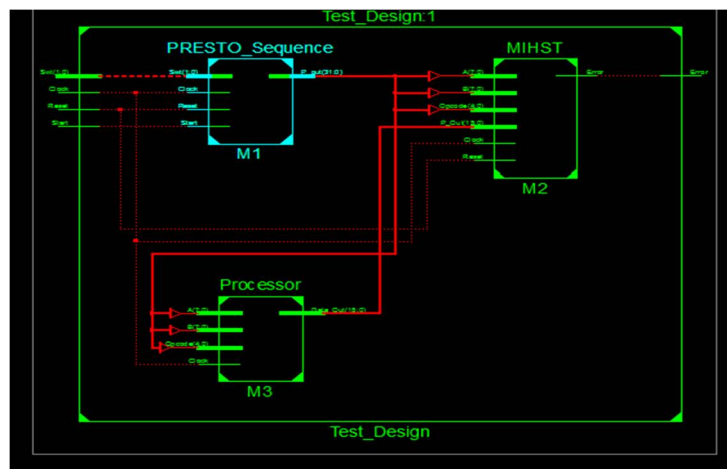 Test_Design:1
PRESTO_Sequence
MIHST
Swt(1:0)
Swt(1:0)
P_out(31:0)
A(7:0)
Error
Error
Clock
Clock
B(7:0)
Reset
Reset
Opcode(4:0)
Start
Start
P_Out(15:0)
Clock
M1
Reset
M2
Processor
A(7:0)
Data_Out(15:0)
B(7:0)
Opcode(4:0)
Clock
M3
Test_Design